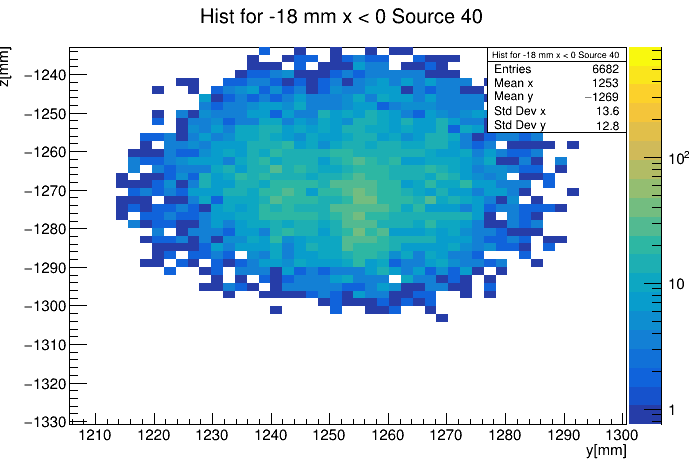 Hist for -18 mm x < 0 Source 40
z[mm]
Hist for -18 mm x < 0 Source 40
Entries 6682
Mean x 1253
Mean y −1269
Std Dev x 13.6
Std Dev y 12.8
−1240
−1250
−1260
−1270
−1280
−1290
−1300
−1310
−1320
−1330
10²
10
1
1210 1220 1230 1240 1250 1260 1270 1280 1290 1300
y[mm]